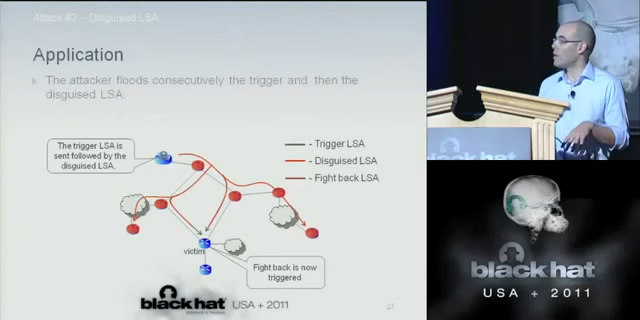 Attack #2 – Disguised LSA
Application
» The attacker floods consecutively the trigger and then the
disguised LSA.
The trigger LSA is
sent followed by the
disguised LSA.
- Trigger LSA
- Disguised LSA
- Fight back LSA
victim
Fight back is now
triggered
black hat USA + 2011
23
black hat
black hat
USA + 2011